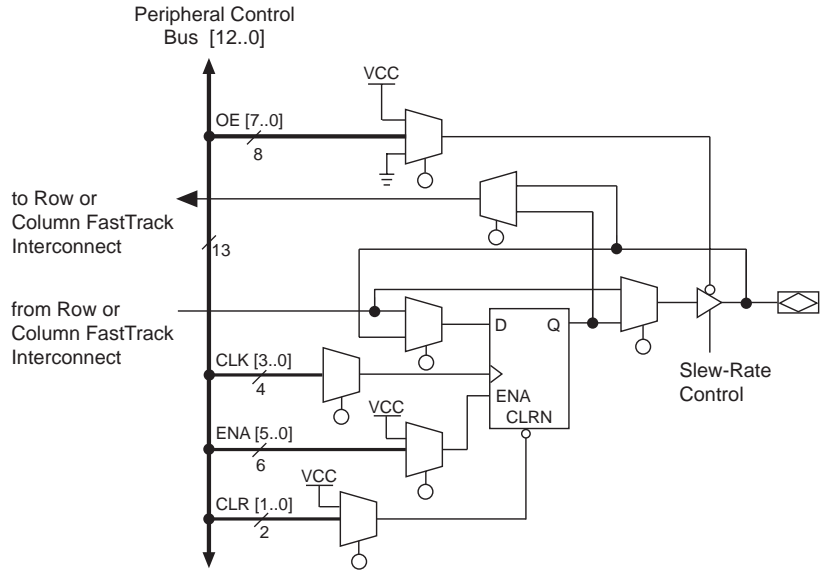 Peripheral Control
Bus [12..0]
VCC
OE [7..0]
8
to Row or
Column FastTrack
Interconnect
13
from Row or
Column FastTrack
Interconnect
D
Q
CLK [3..0]
4
ENA
CLRN
Slew-Rate
Control
VCC
ENA [5..0]
6
VCC
CLR [1..0]
2